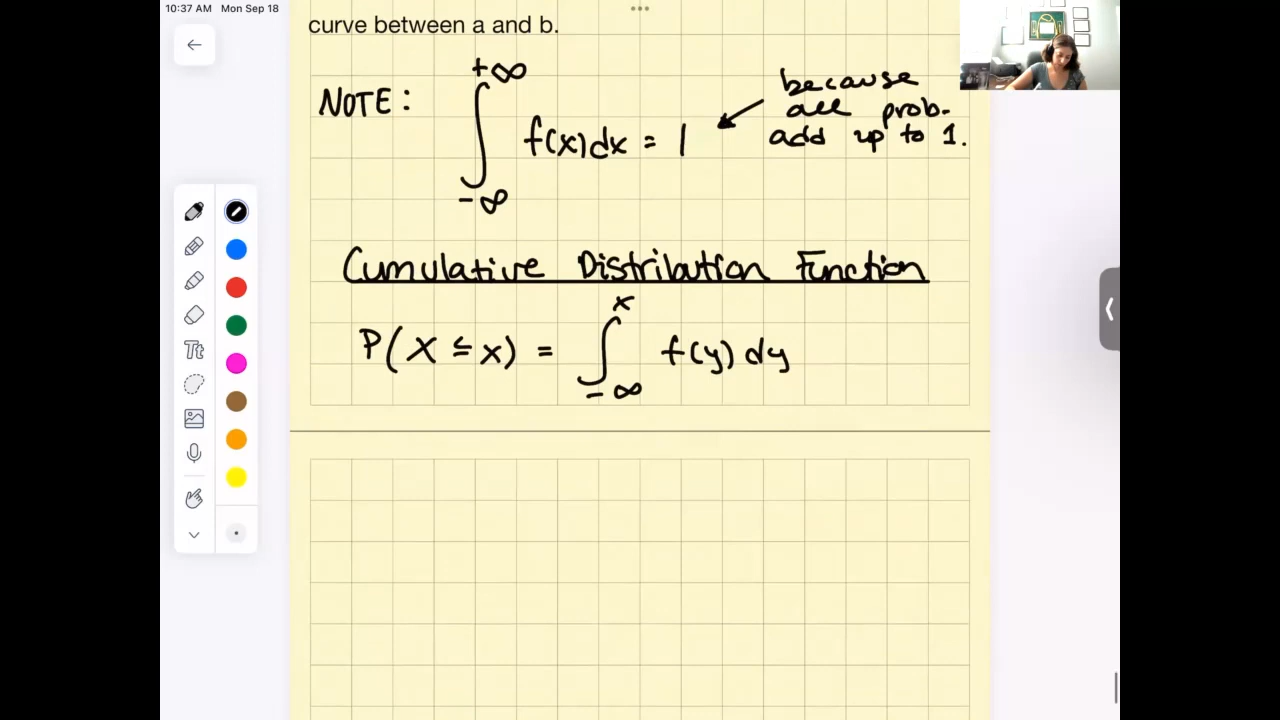 10:37 AM Mon Sep 18
curve between a and b.
NOTE: ∫_{-∞}^{+∞} f(x)dx = 1
because
all prob.
add up to 1.
Cumulative Distribution Function
P(X ≤ x) = ∫_{-∞}^{x} f(y) dy
Tt